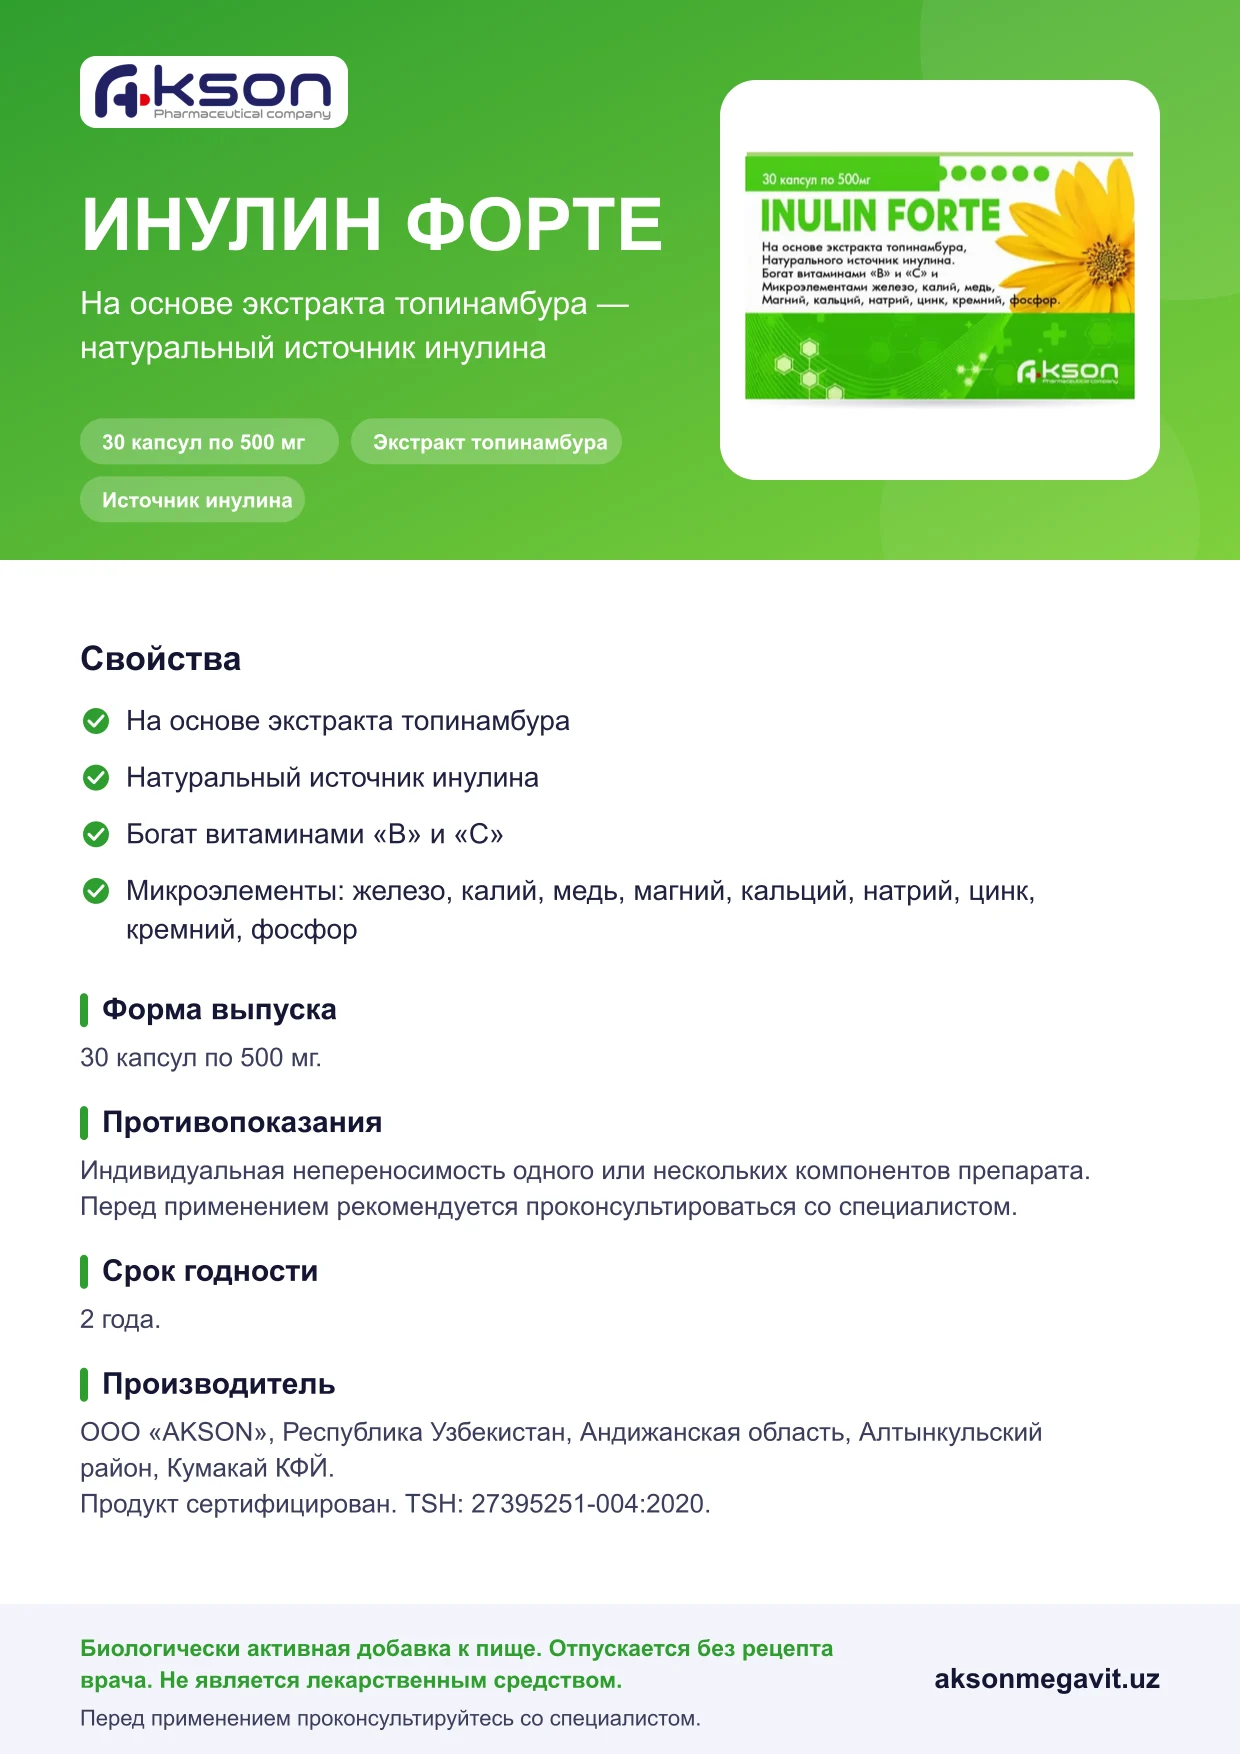 Akson
Pharmaceutical company
ИНУЛИН ФОРТЕ
На основе экстракта топинамбура —
натуральный источник инулина
30 капсул по 500 мг
Экстракт топинамбура
Источник инулина
30 капсул по 500мг
INULIN FORTE
На основе экстракта топинамбура,
Натурального источник инулина.
Богат витаминами «В» и «С» и
Микроэлементами железо, калий, медь,
Магний, кальций, натрий, цинк, кремний, фосфор.
Akson
Pharmaceutical company
Свойства
На основе экстракта топинамбура
Натуральный источник инулина
Богат витаминами «В» и «С»
Микроэлементы: железо, калий, медь, магний, кальций, натрий, цинк,
кремний, фосфор
Форма выпуска
30 капсул по 500 мг.
Противопоказания
Индивидуальная непереносимость одного или нескольких компонентов препарата.
Перед применением рекомендуется проконсультироваться со специалистом.
Срок годности
2 года.
Производитель
ООО «AKSON», Республика Узбекистан, Андижанская область, Алтынкульский
район, Кумакай КФЙ.
Продукт сертифицирован. TSH: 27395251-004:2020.
Биологически активная добавка к пище. Отпускается без рецепта
врача. Не является лекарственным средством.
Перед применением проконсультируйтесь со специалистом.
aksonmegavit.uz